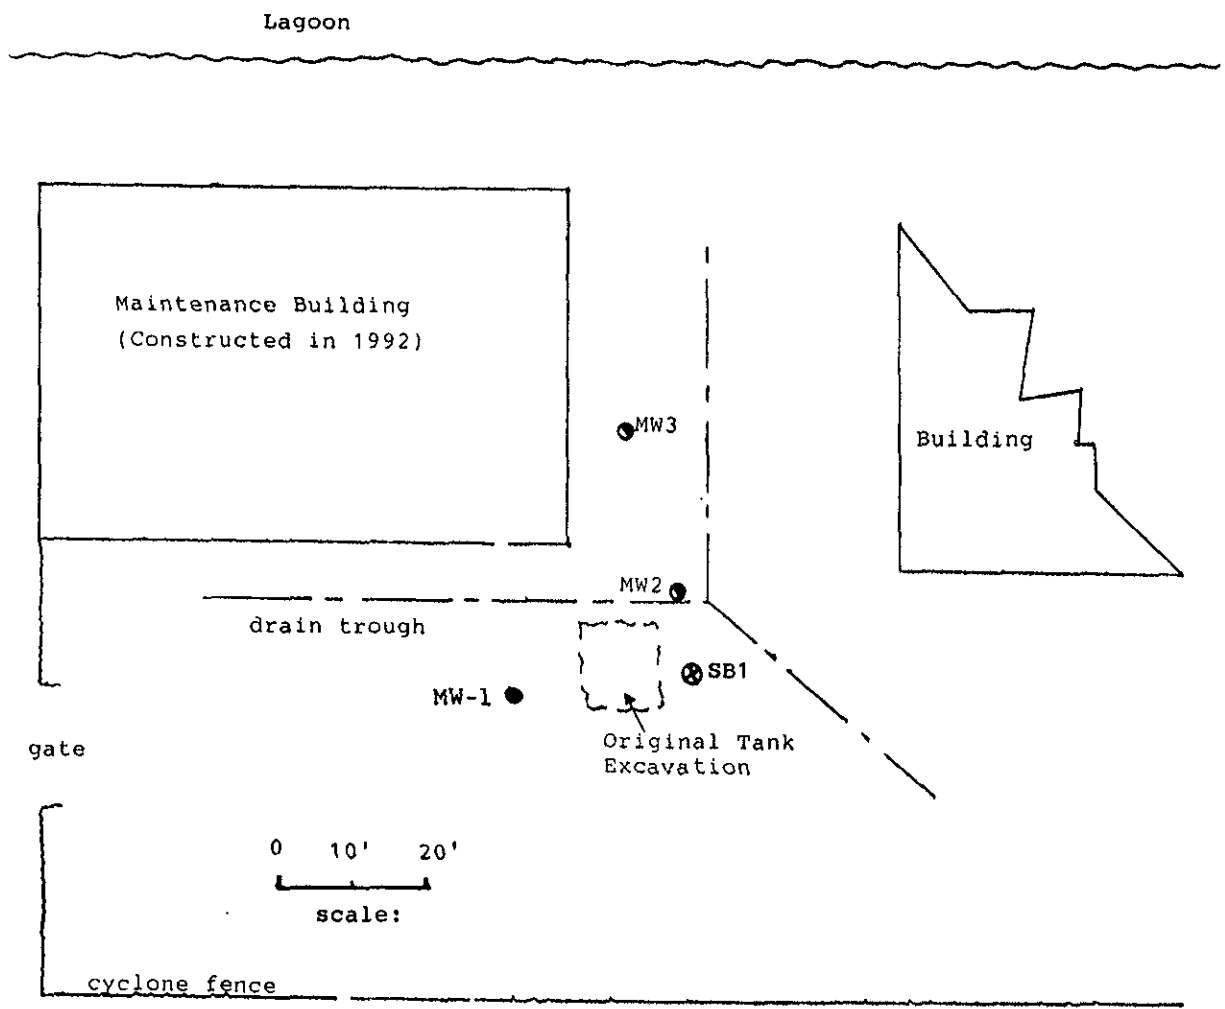 Lagoon
Maintenance Building
(Constructed in 1992)
MW3
Building
MW2
drain trough
SB1
MW-1
Original Tank
Excavation
gate
0 10' 20'
scale:
cyclone fence